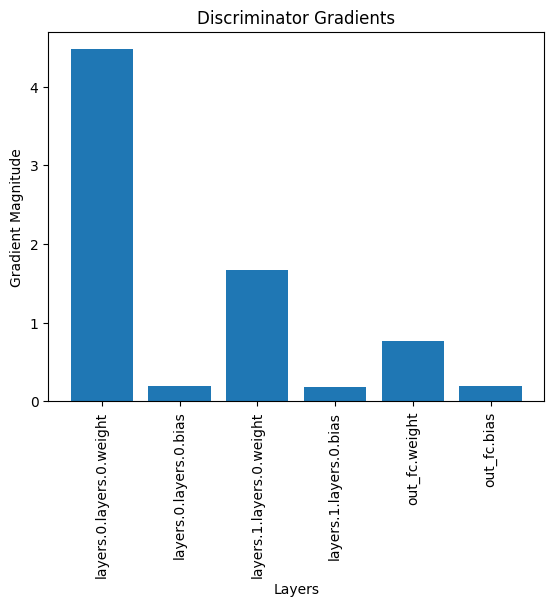 Discriminator Gradients
Gradient Magnitude
4
3
2
1
0
layers.0.layers.0.weight
layers.0.layers.0.bias
layers.1.layers.0.weight
layers.1.layers.0.bias
out_fc.weight
out_fc.bias
Layers